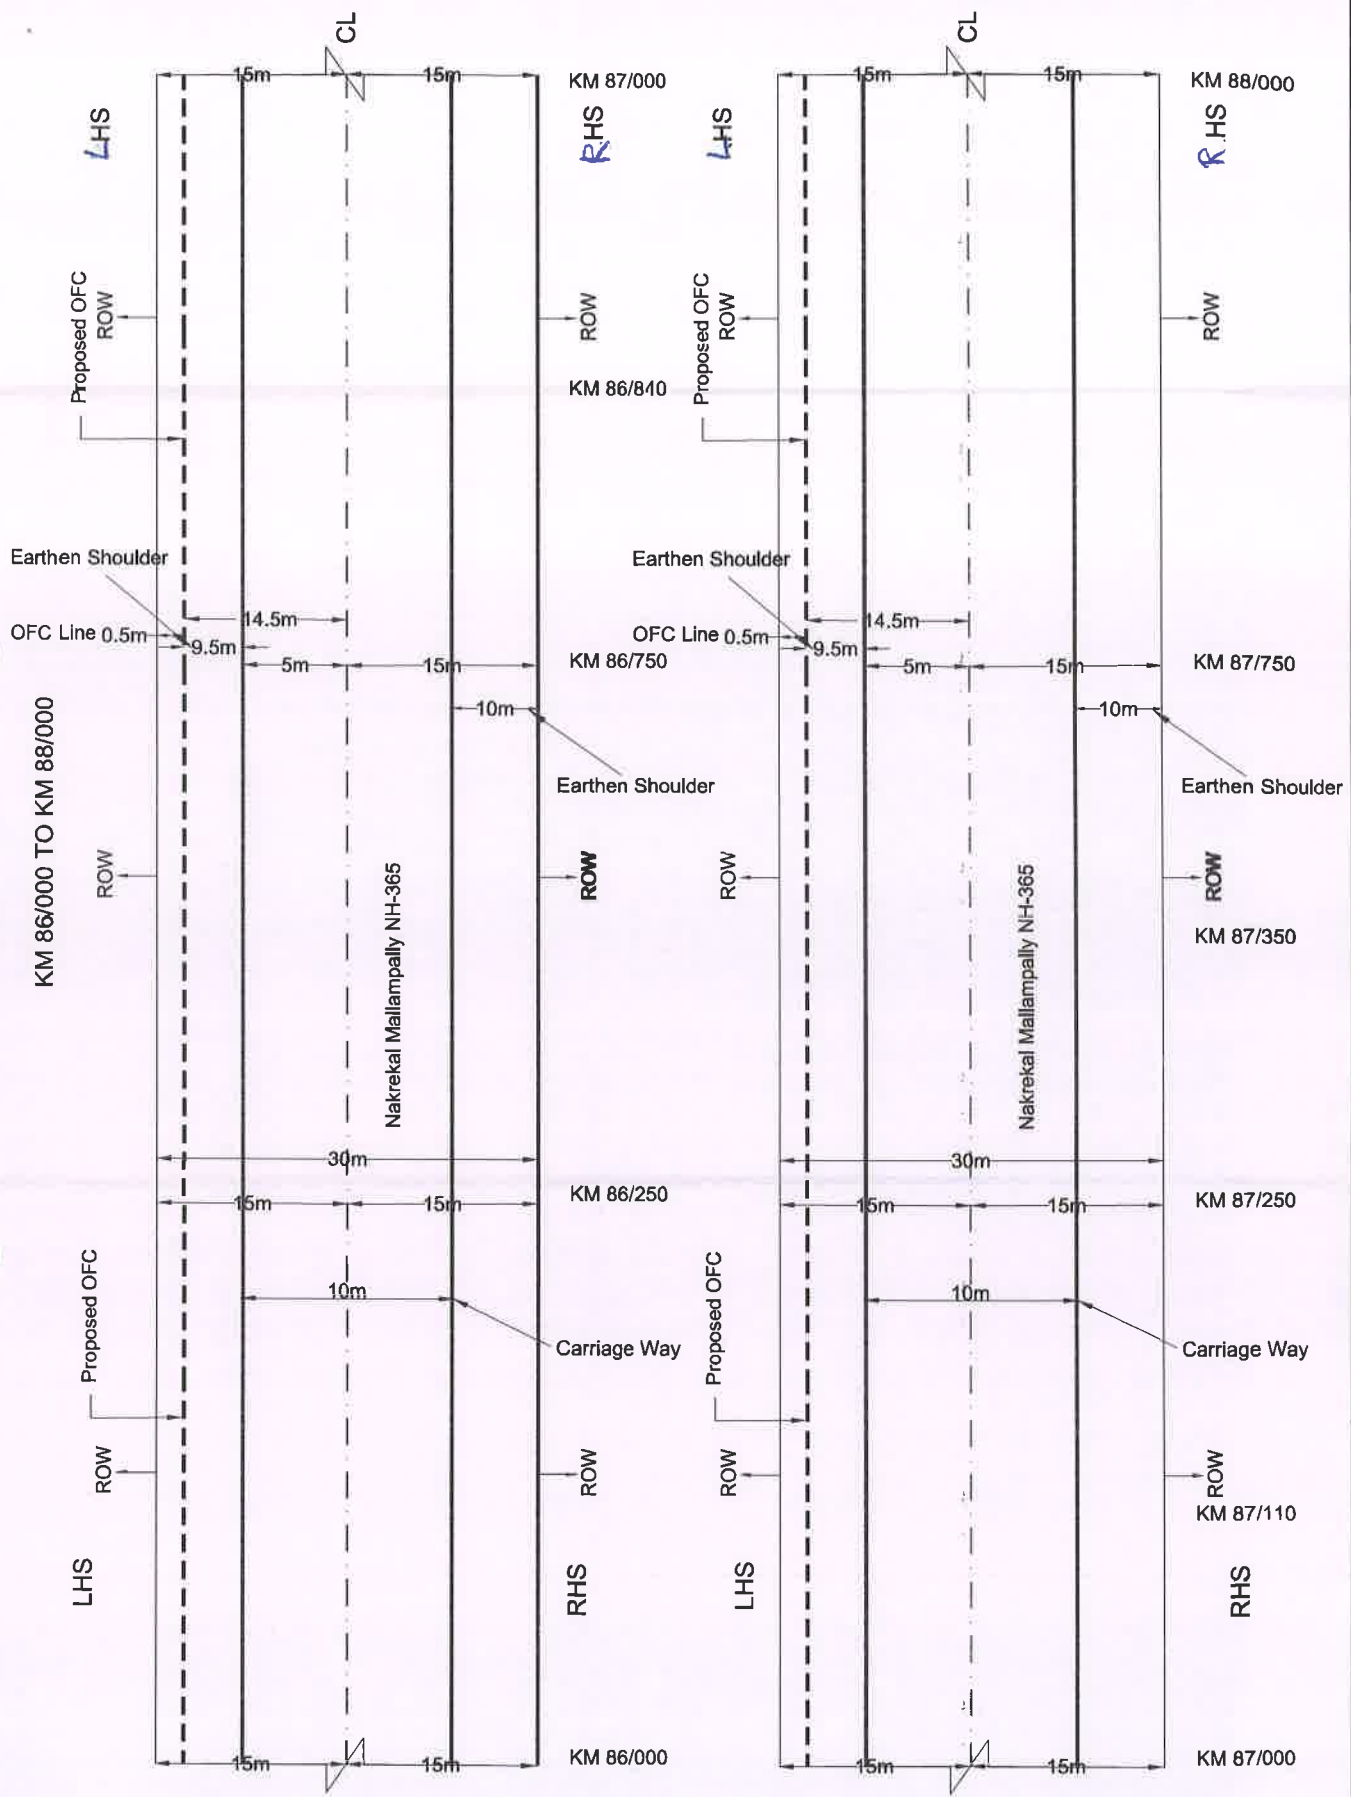 KM 86/000 TO KM 88/000
CL
15m
15m
KM 87/000
LHS
R.HS
Proposed OFC
ROW
ROW
KM 86/840
Earthen Shoulder
14.5m
OFC Line 0.5m
9.5m
5m
15m
KM 86/750
10m
Earthen Shoulder
ROW
ROW
Nakrekal Mallampally NH-365
30m
15m
15m
KM 86/250
10m
Carriage Way
Proposed OFC
ROW
ROW
LHS
RHS
15m
15m
KM 86/000
CL
15m
15m
KM 88/000
LHS
R.HS
Proposed OFC
ROW
ROW
Earthen Shoulder
14.5m
OFC Line 0.5m
9.5m
5m
15m
KM 87/750
10m
Earthen Shoulder
ROW
ROW
KM 87/350
Nakrekal Mallampally NH-365
30m
15m
15m
KM 87/250
10m
Carriage Way
Proposed OFC
ROW
ROW
KM 87/110
LHS
RHS
15m
15m
KM 87/000